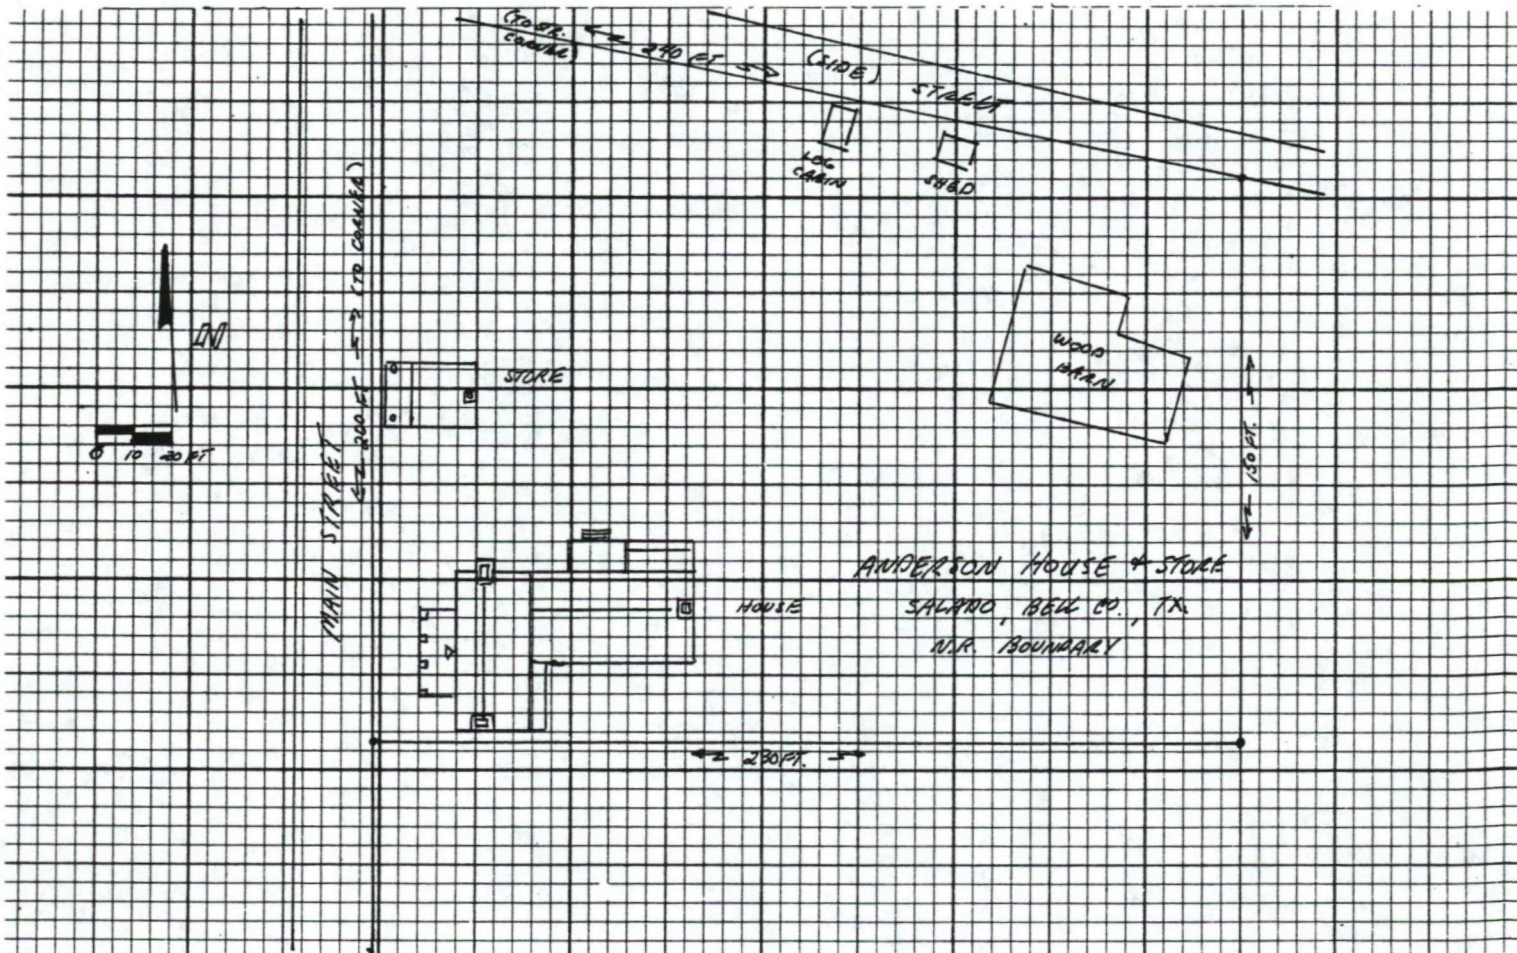 (TO ST. CORNER)
← 240 FT →
(SIDE) STREET
LOG
CABIN
SHED
← 200 FT → (TO CORNER)
MAIN STREET
N
0 10 20 FT
STORE
WOOD
BARN
← 150 FT. →
HOUSE
ANDERSON HOUSE & STORE
SALADO, BELL CO., TX.
N.R. BOUNDARY
← 230 FT. →